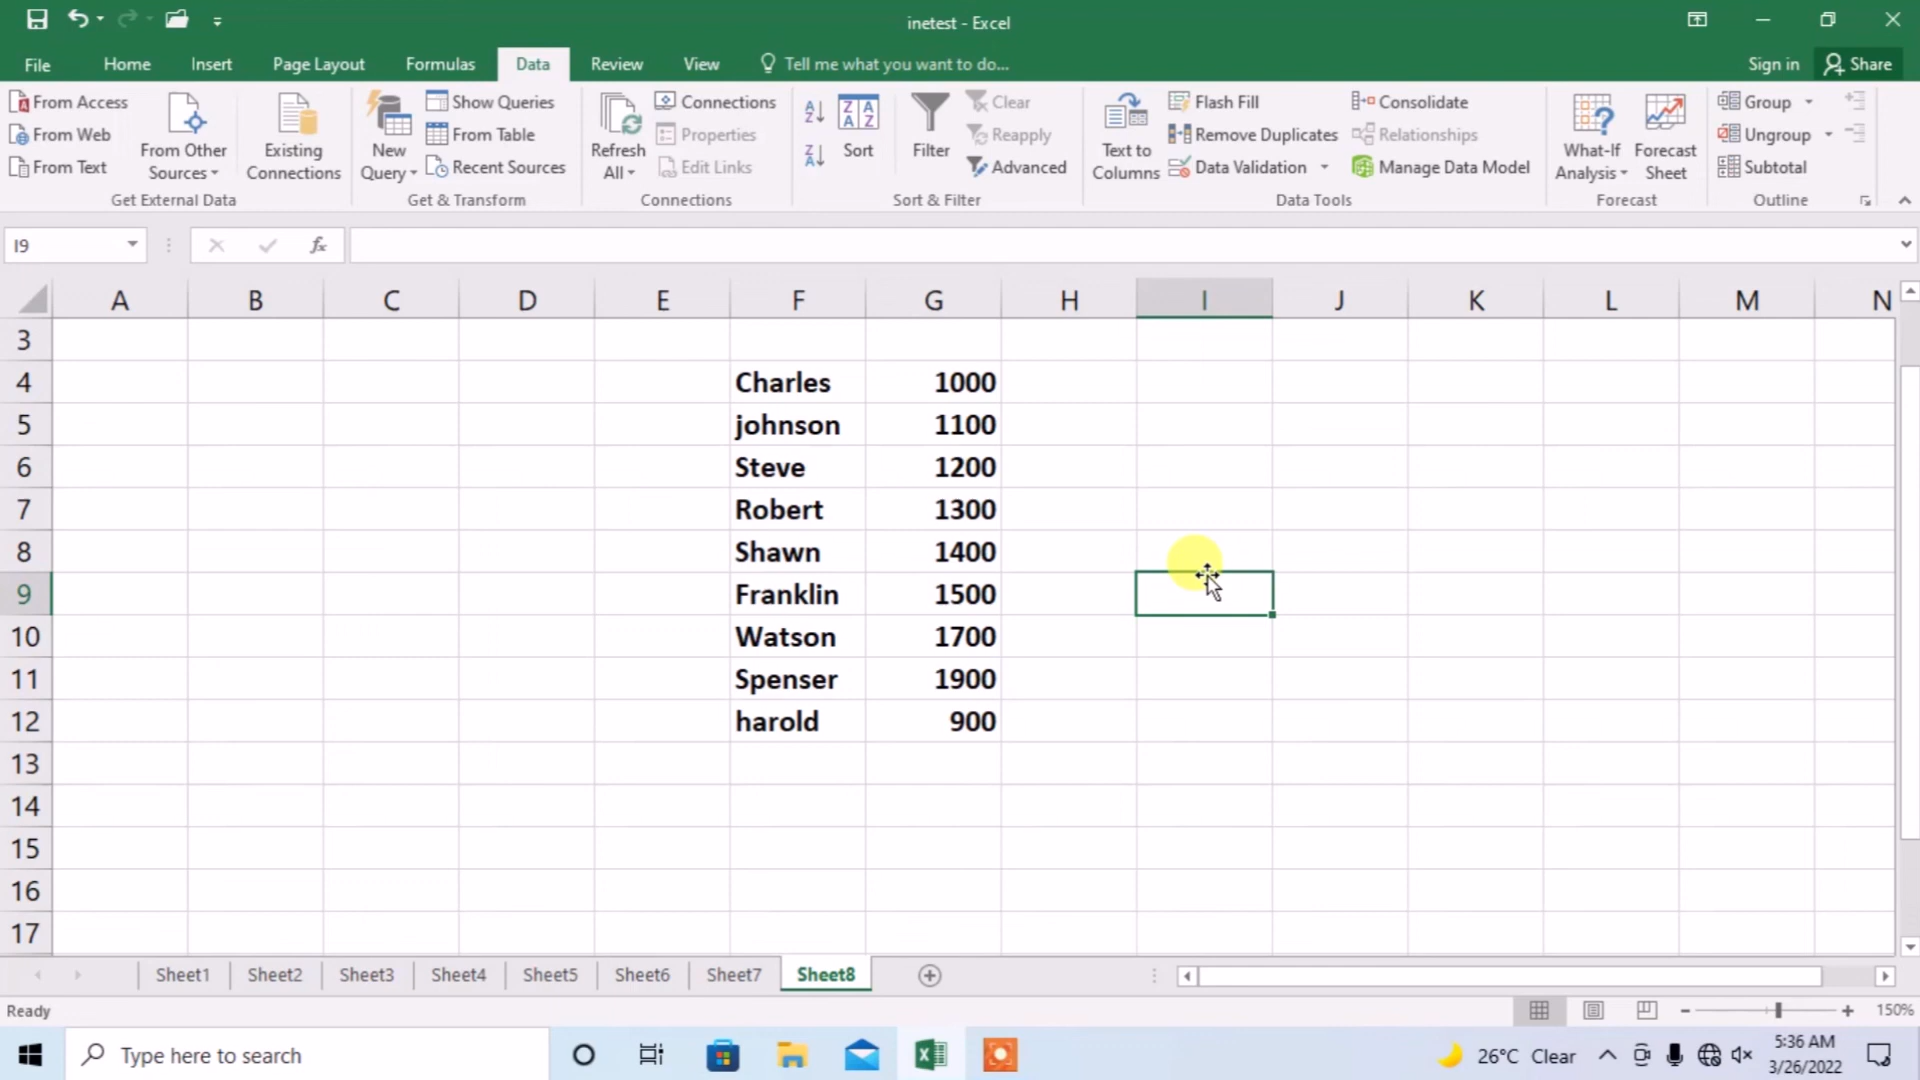 inetest - Excel
File Home Insert Page Layout Formulas Data Review View Tell me what you want to do... Sign in Share
From Access
From Web
From Text
From Other Sources
Existing Connections
Get External Data
New Query
Show Queries
From Table
Recent Sources
Get & Transform
Refresh All
Connections
Properties
Edit Links
Connections
Sort
Filter
Clear
Reapply
Advanced
Sort & Filter
Text to Columns
Flash Fill
Remove Duplicates
Data Validation
Consolidate
Relationships
Manage Data Model
Data Tools
What-If Analysis
Forecast Sheet
Forecast
Group
Ungroup
Subtotal
Outline
I9 fx
A B C D E F G H I J K L M N
3
4 Charles 1000
5 johnson 1100
6 Steve 1200
7 Robert 1300
8 Shawn 1400
9 Franklin 1500
10 Watson 1700
11 Spenser 1900
12 harold 900
13
14
15
16
17
Sheet1 Sheet2 Sheet3 Sheet4 Sheet5 Sheet6 Sheet7 Sheet8
Ready 150%
Type here to search 26°C Clear 5:36 AM
3/26/2022